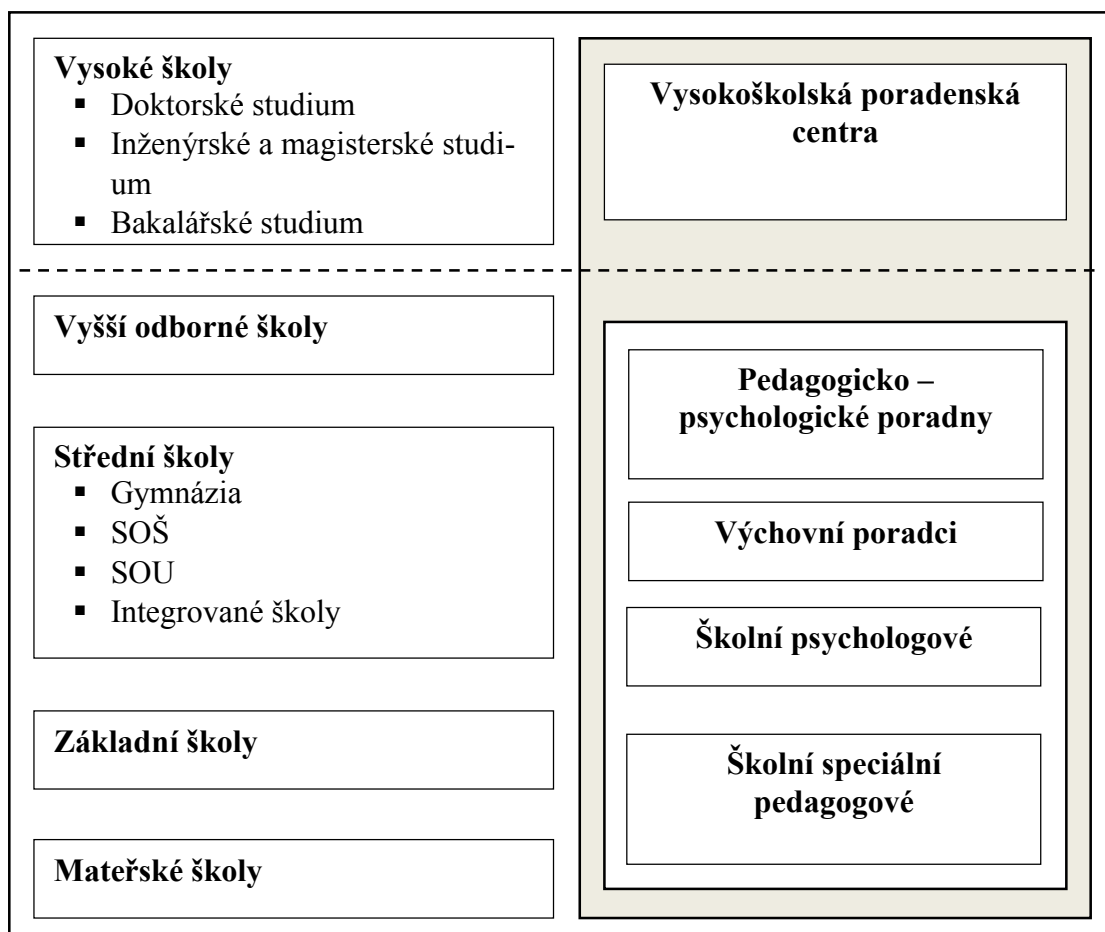 Vysoké školy
▪ Doktorské studium
▪ Inženýrské a magisterské studi-
um
▪ Bakalářské studium
Vyšší odborné školy
Střední školy
▪ Gymnázia
▪ SOŠ
▪ SOU
▪ Integrované školy
Základní školy
Mateřské školy
Vysokoškolská poradenská
centra
Pedagogicko –
psychologické poradny
Výchovní poradci
Školní psychologové
Školní speciální
pedagogové